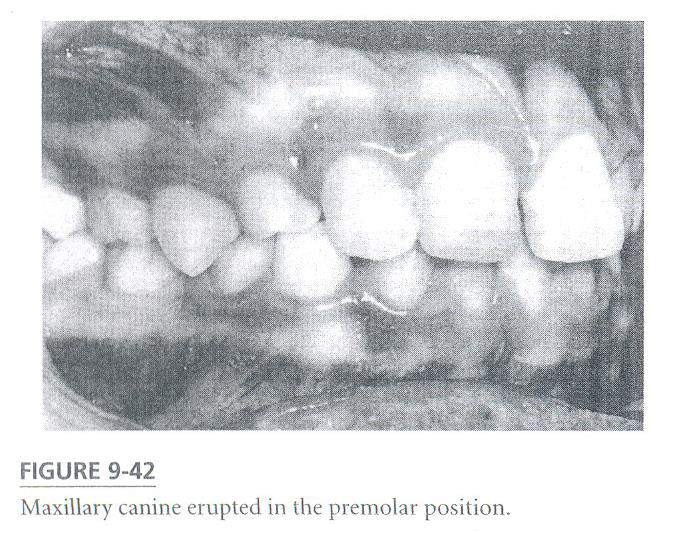 FIGURE 9-42
Maxillary canine erupted in the premolar position.